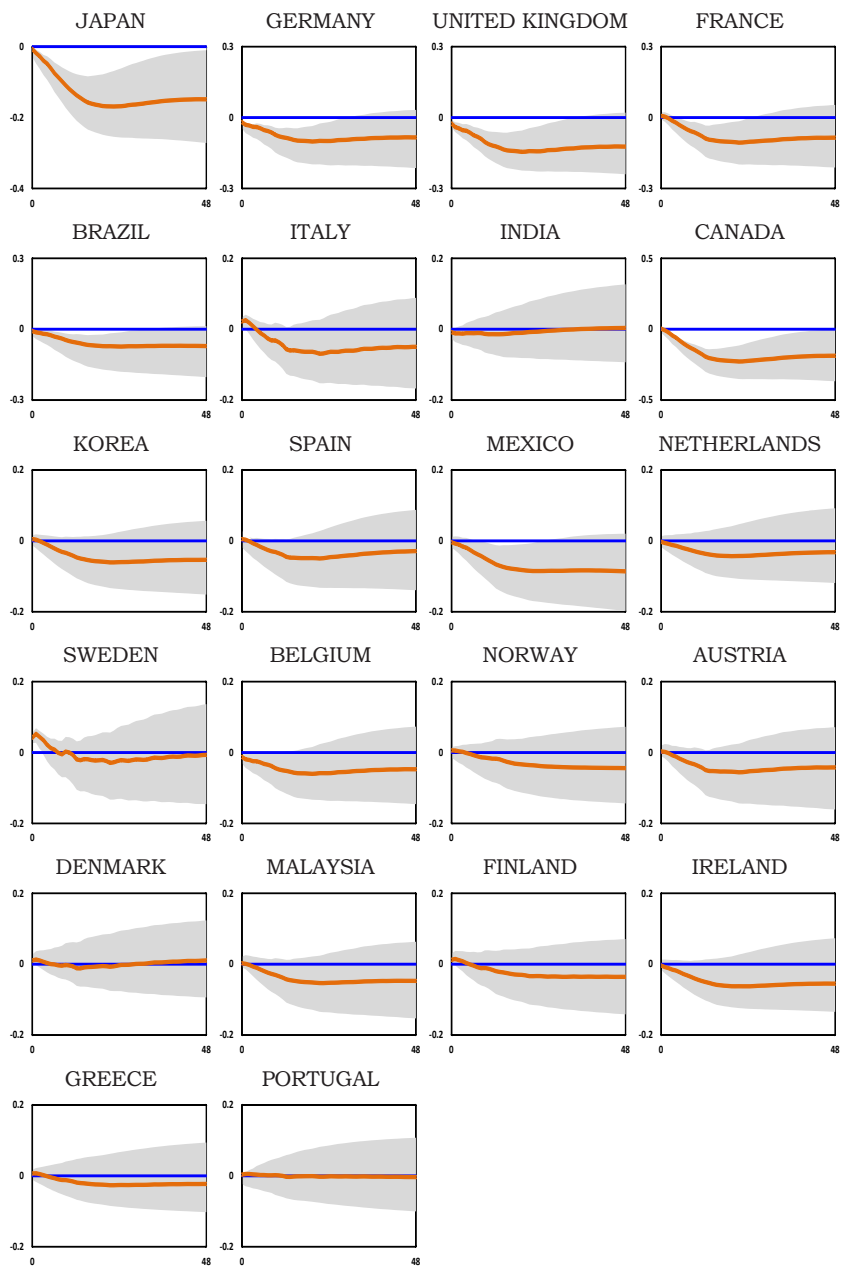 JAPAN GERMANY UNITED KINGDOM FRANCE
0 0.3 0.3 0.3
-0.2 0 0 0
-0.4 -0.3 -0.3 -0.3
0 48 0 48 0 48 0 48
BRAZIL ITALY INDIA CANADA
0.3 0.2 0.2 0.5
0 0 0 0
-0.3 -0.2 -0.2 -0.5
0 48 0 48 0 48 0 48
KOREA SPAIN MEXICO NETHERLANDS
0.2 0.2 0.2 0.2
0 0 0 0
-0.2 -0.2 -0.2 -0.2
0 48 0 48 0 48 0 48
SWEDEN BELGIUM NORWAY AUSTRIA
0.2 0.2 0.2 0.2
0 0 0 0
-0.2 -0.2 -0.2 -0.2
0 48 0 48 0 48 0 48
DENMARK MALAYSIA FINLAND IRELAND
0.2 0.2 0.2 0.2
0 0 0 0
-0.2 -0.2 -0.2 -0.2
0 48 0 48 0 48 0 48
GREECE PORTUGAL
0.2 0.2
0 0
-0.2 -0.2
0 48 0 48